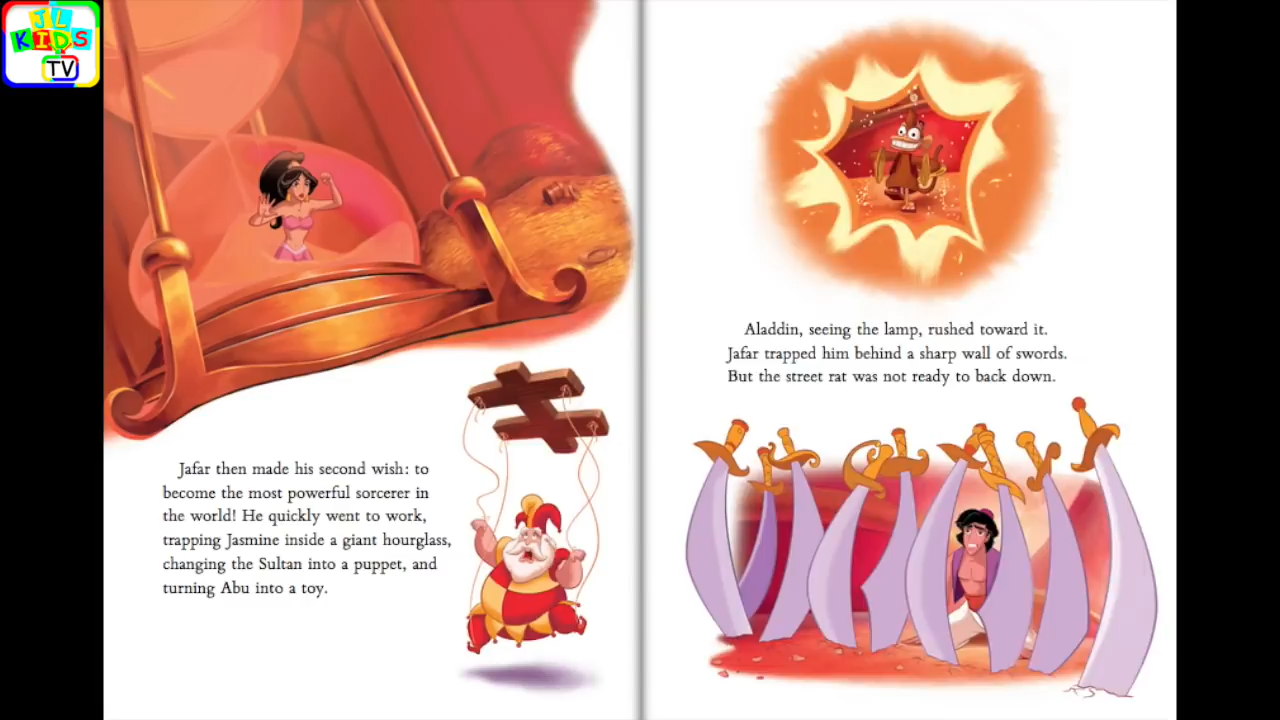 JL
KIDS
TV
Jafar then made his second wish: to
become the most powerful sorcerer in
the world! He quickly went to work,
trapping Jasmine inside a giant hourglass,
changing the Sultan into a puppet, and
turning Abu into a toy.
Aladdin, seeing the lamp, rushed toward it.
Jafar trapped him behind a sharp wall of swords.
But the street rat was not ready to back down.